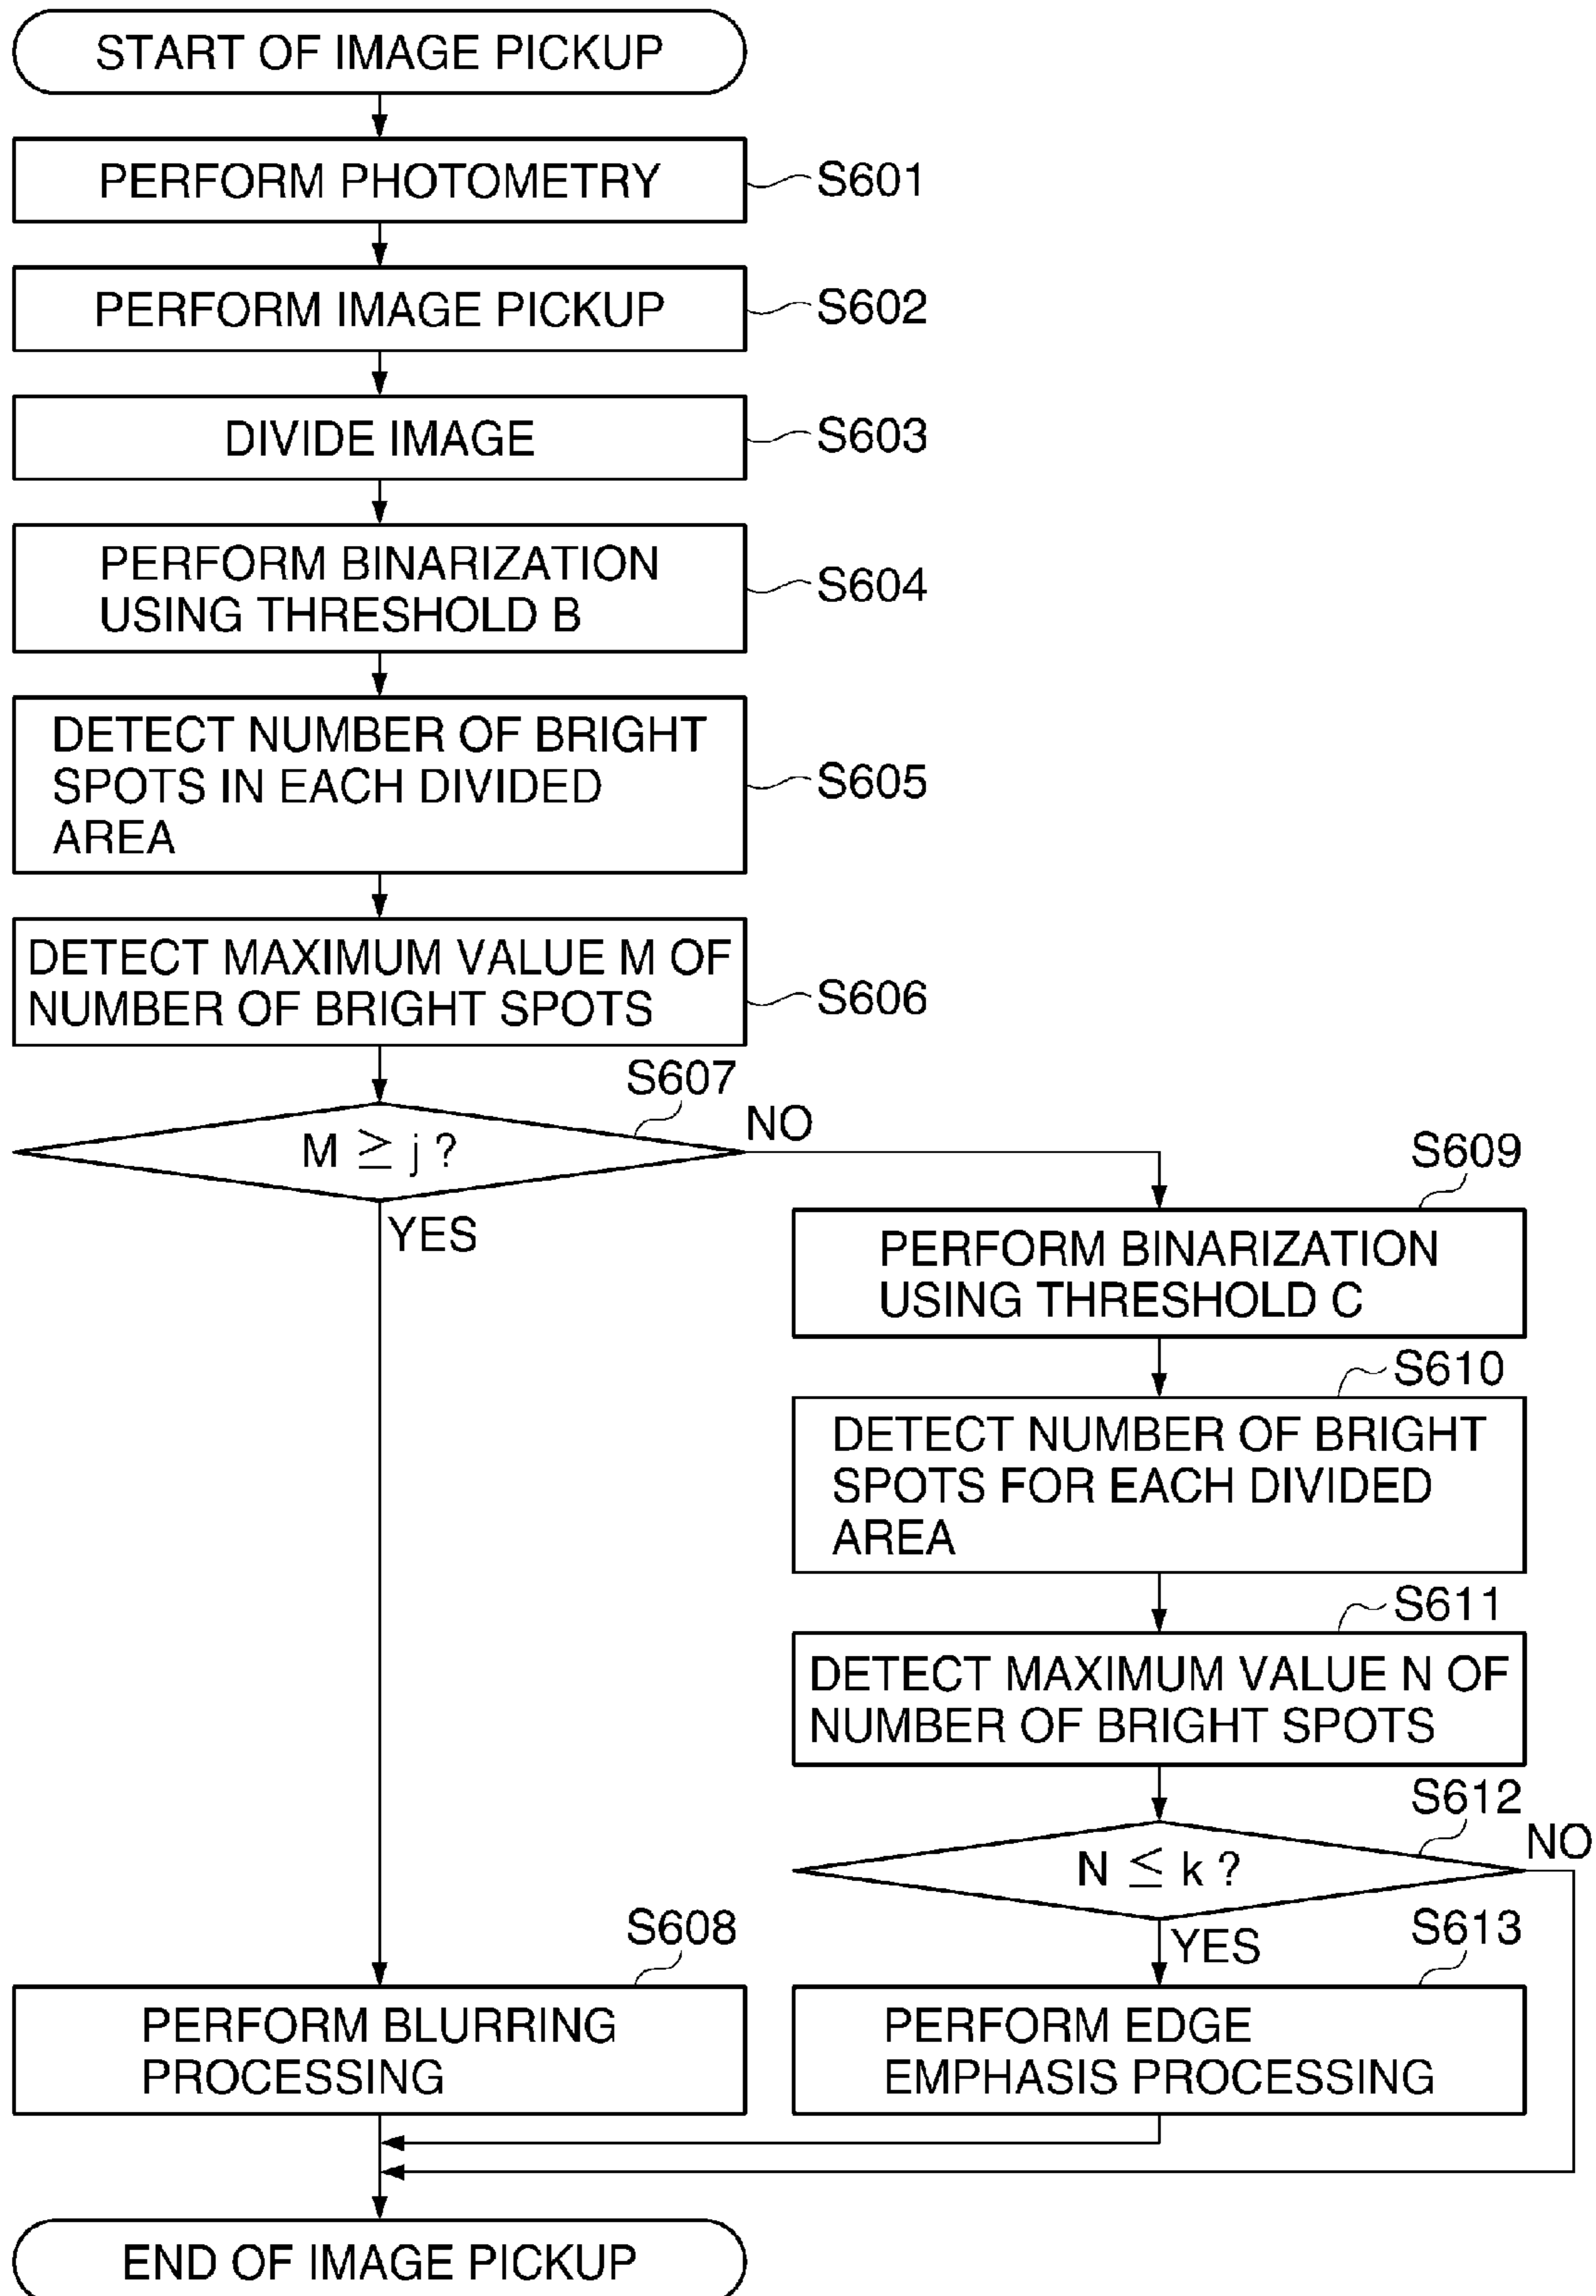 START OF IMAGE PICKUP
PERFORM PHOTOMETRY
S601
PERFORM IMAGE PICKUP
S602
DIVIDE IMAGE
S603
PERFORM BINARIZATION
USING THRESHOLD B
S604
DETECT NUMBER OF BRIGHT
SPOTS IN EACH DIVIDED
AREA
S605
DETECT MAXIMUM VALUE M OF
NUMBER OF BRIGHT SPOTS
S606
S607
M ≧ j ?
NO
YES
S609
PERFORM BINARIZATION
USING THRESHOLD C
S610
DETECT NUMBER OF BRIGHT
SPOTS FOR EACH DIVIDED
AREA
S611
DETECT MAXIMUM VALUE N OF
NUMBER OF BRIGHT SPOTS
S612
N ≦ k ?
NO
YES
S608
PERFORM BLURRING
PROCESSING
S613
PERFORM EDGE
EMPHASIS PROCESSING
END OF IMAGE PICKUP